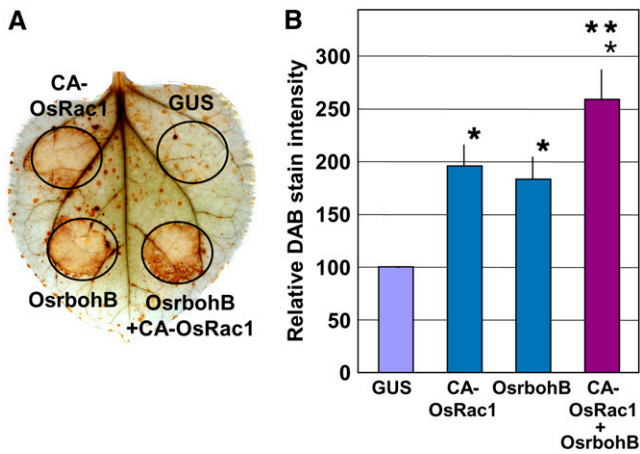 A
CA-
OsRac1
GUS
OsrbohB
OsrbohB
+CA-OsRac1
B
Relative DAB stain intensity
300
250
200
150
100
50
0
*
*
**
*
GUS
CA-
OsRac1
OsrbohB
CA-
OsRac1
+
OsrbohB